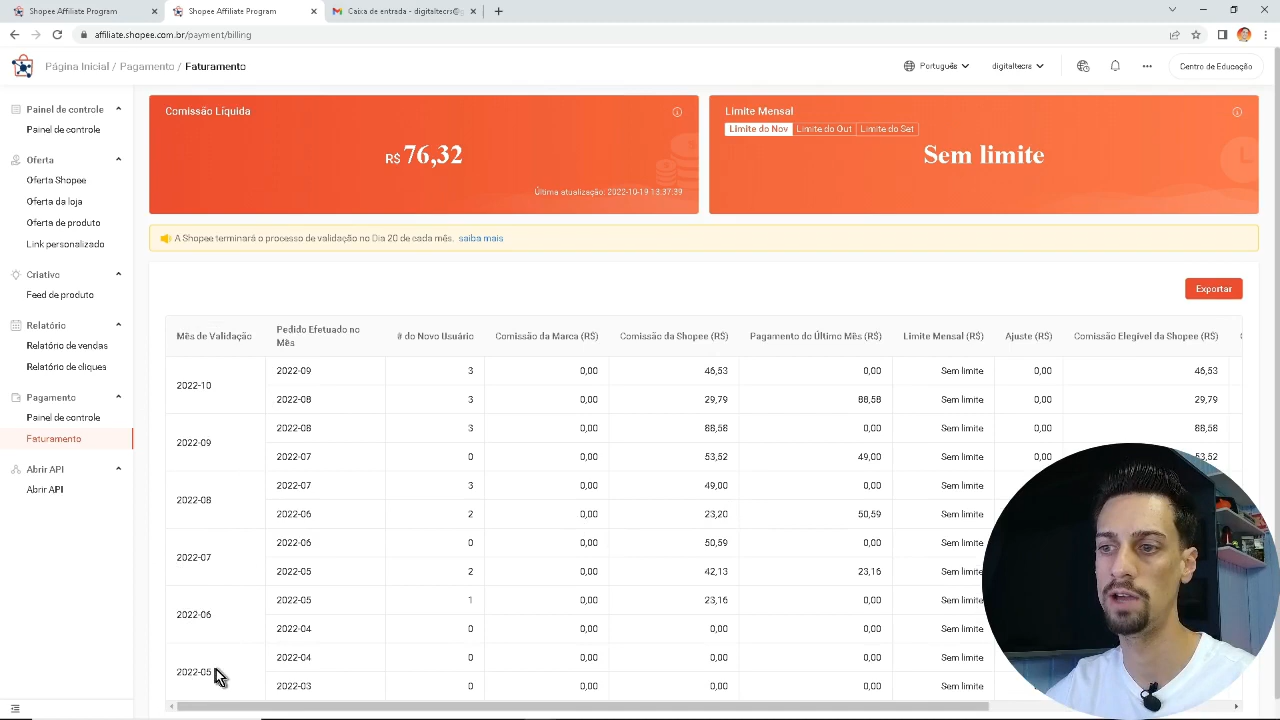 Shopee Affiliate Program
Shopee Affiliate Program
Caixa de entrada - digitaltecrs@
affiliate.shopee.com.br/payment/billing
Página Inicial / Pagamento / Faturamento
Português
digitaltecrs
Centro de Educação
Painel de controle
Painel de controle
Oferta
Oferta Shopee
Oferta da loja
Oferta de produto
Link personalizado
Criativo
Feed de produto
Relatório
Relatório de vendas
Relatório de cliques
Pagamento
Painel de controle
Faturamento
Abrir API
Abrir API
Comissão Líquida
R$ 76,32
Última atualização: 2022-10-19 13:37:39
Limite Mensal
Limite do Nov Limite do Out Limite do Set
Sem limite
A Shopee terminará o processo de validação no Dia 20 de cada mês. saiba mais
Exportar
Mês de Validação Pedido Efetuado no Mês # do Novo Usuário Comissão da Marca (R$) Comissão da Shopee (R$) Pagamento do Último Mês (R$) Limite Mensal (R$) Ajuste (R$) Comissão Elegível da Shopee (R$)
2022-10
2022-09 3 0,00 46,53 0,00 Sem limite 0,00 46,53
2022-08 3 0,00 29,79 88,58 Sem limite 0,00 29,79
2022-09
2022-08 3 0,00 88,58 0,00 Sem limite 0,00 88,58
2022-07 0 0,00 53,52 49,00 Sem limite 0,00 53,52
2022-08
2022-07 3 0,00 49,00 0,00 Sem limite
2022-06 2 0,00 23,20 50,59 Sem limite
2022-07
2022-06 0 0,00 50,59 0,00 Sem limite
2022-05 2 0,00 42,13 23,16 Sem limite
2022-06
2022-05 1 0,00 23,16 0,00 Sem limite
2022-04 0 0,00 0,00 0,00 Sem limite
2022-05
2022-04 0 0,00 0,00 0,00 Sem limite
2022-03 0 0,00 0,00 0,00 Sem limite